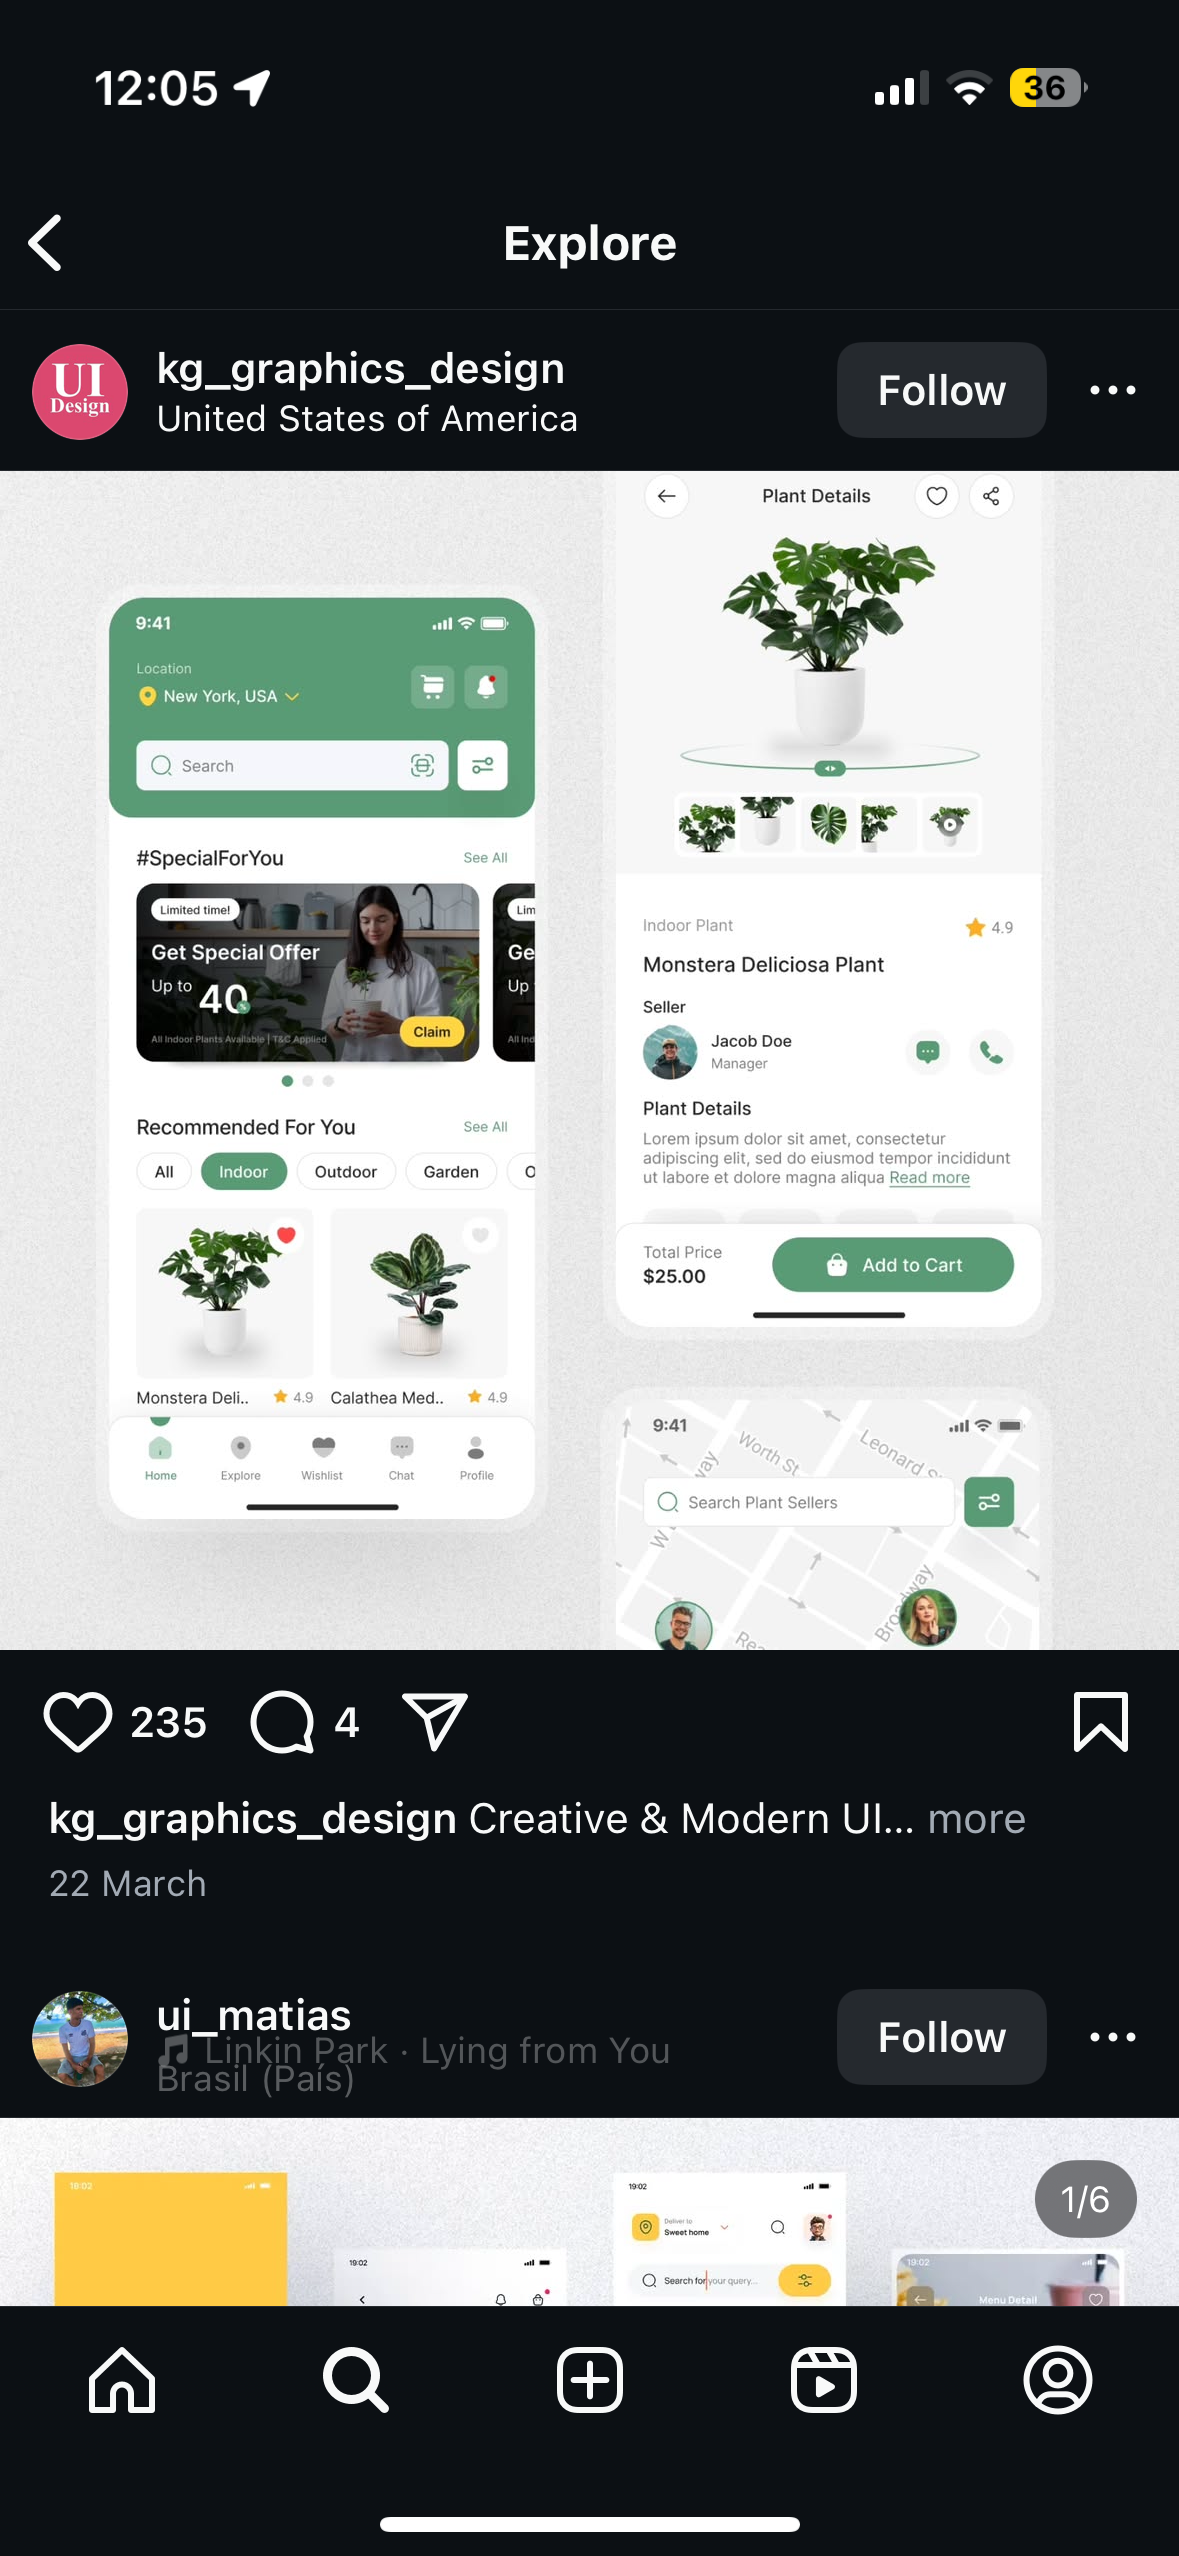 12:05
36
Explore
UI
Design
kg_graphics_design
United States of America
Follow
9:41
Location
New York, USA
Search
#SpecialForYou
See All
Limited time!
Get Special Offer
Up to 40%
All Indoor Plants Available | T&C Applied
Claim
Lim
Ge
Up
All Ind
Recommended For You
See All
All
Indoor
Outdoor
Garden
O
Monstera Deli..
4.9
Calathea Med..
4.9
Home
Explore
Wishlist
Chat
Profile
Plant Details
Indoor Plant
4.9
Monstera Deliciosa Plant
Seller
Jacob Doe
Manager
Plant Details
Lorem ipsum dolor sit amet, consectetur
adipiscing elit, sed do eiusmod tempor incididunt
ut labore et dolore magna aliqua Read more
Total Price
$25.00
Add to Cart
9:41
Worth St
Leonard S
way
Search Plant Sellers
W
Broadway
Rea
235
4
kg_graphics_design Creative & Modern UI... more
22 March
ui_matias
Linkin Park · Lying from You
Brasil (País)
Follow
1/6
19:02
19:02
19:02
Deliver to
Sweet home
Search for your query...
19:02
Menu Detail